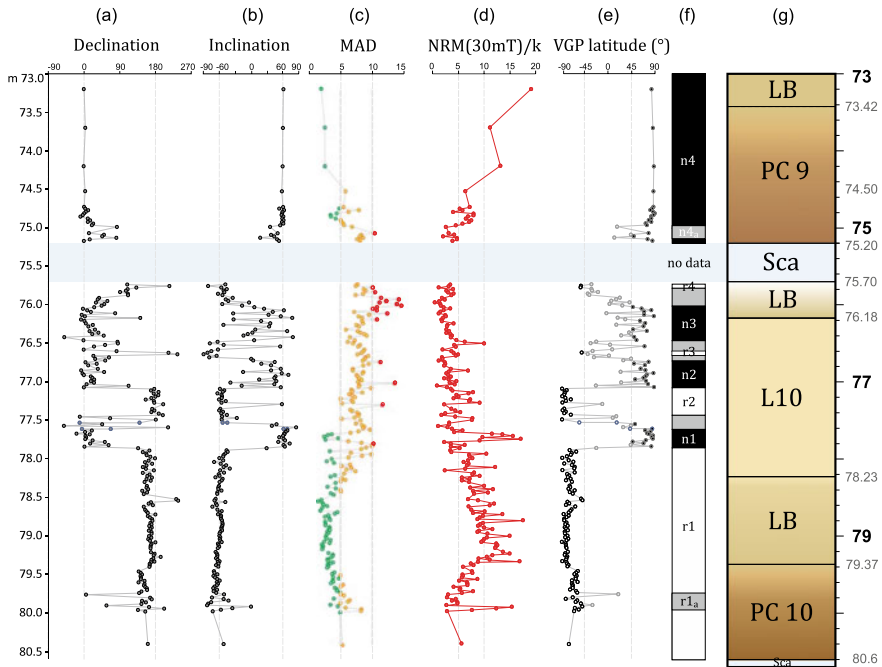 (a) (b) (c) (d) (e) (f) (g)
Declination Inclination MAD NRM(30mT)/k VGP latitude (°)
0 90 180 270 -90 -60 0 60 90 0 5 10 15 0 5 10 15 20 -90 0 45 90
m 73.0
73.5
74.0
74.5
75.0
75.5
76.0
76.5
77.0
77.5
78.0
78.5
79.0
79.5
80.0
80.5
n4
n4a
no data
r4
n3
r3
n2
r2
n1
r1
r1a
LB
PC 9
Sca
LB
L10
LB
PC 10
Sca
73
73.42
74.50
75
75.20
75.70
76.18
77
78.23
79
79.37
80.6